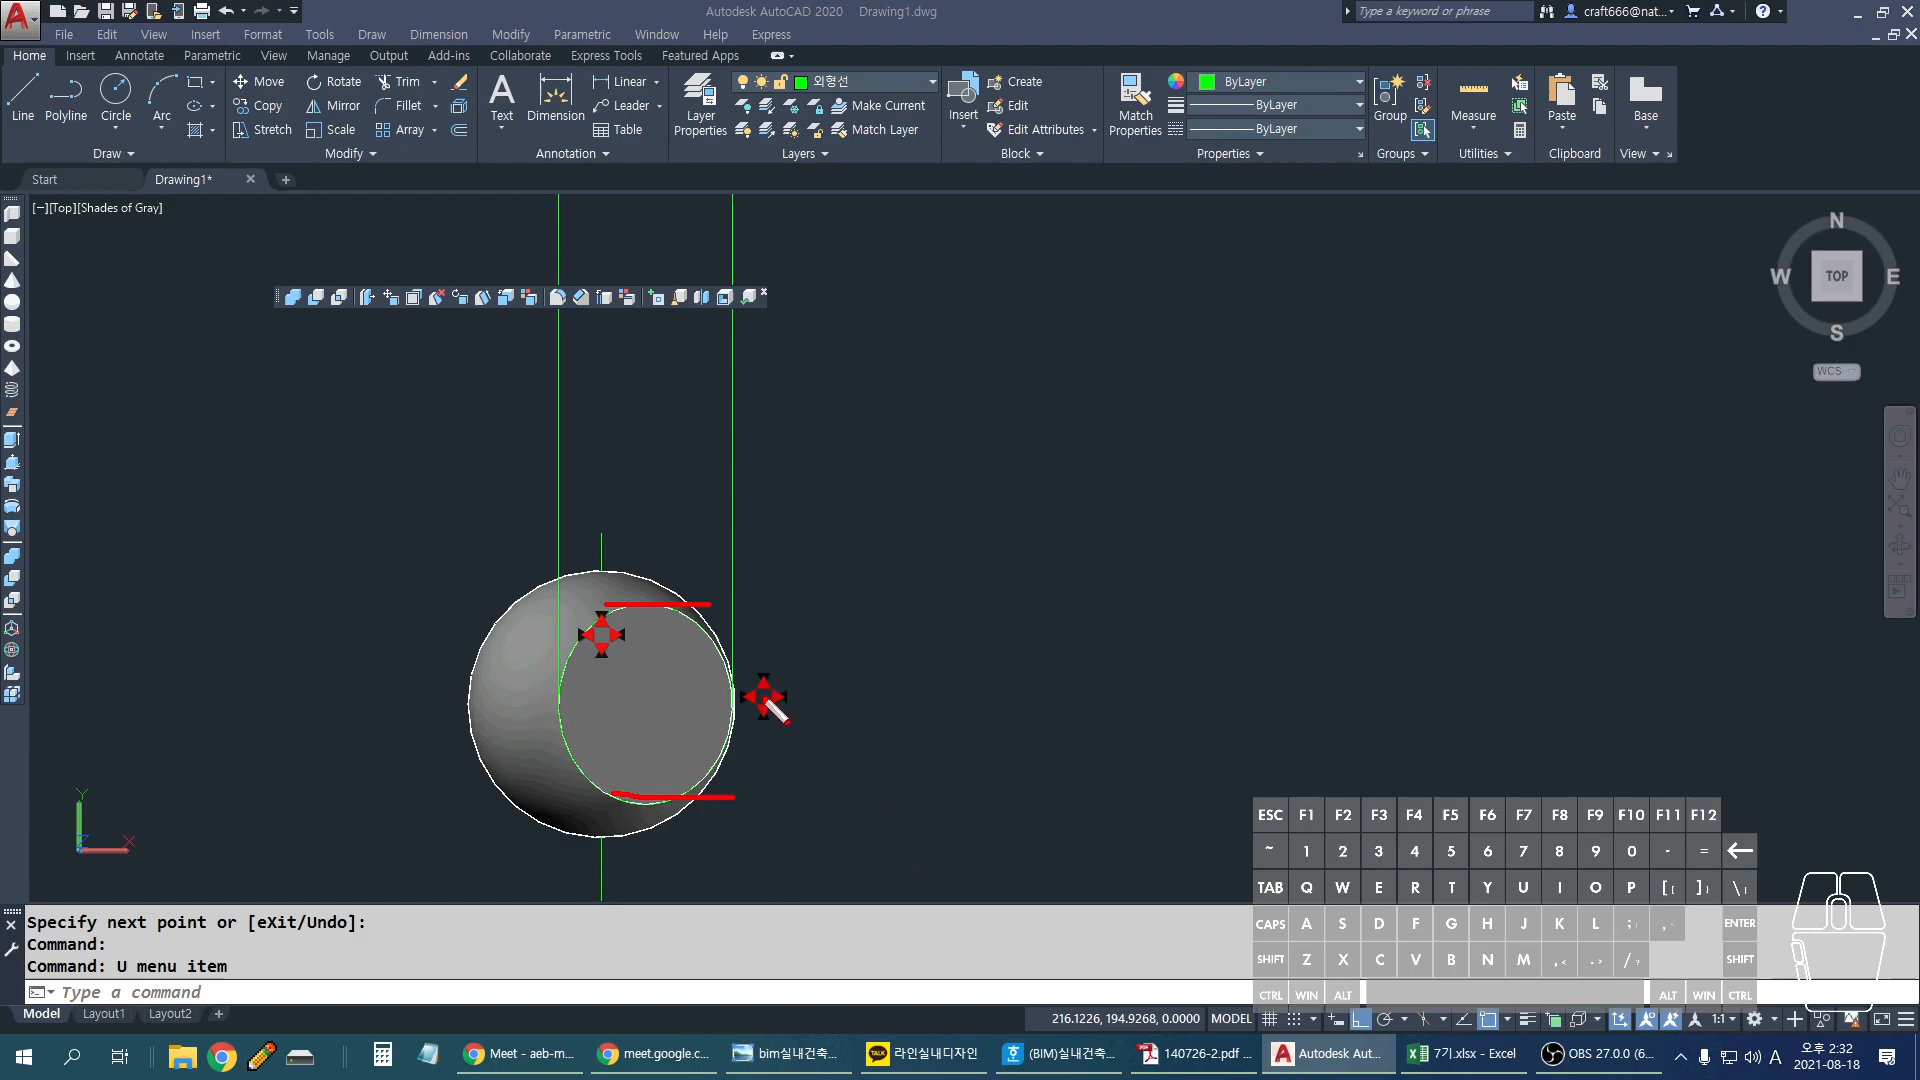 Autodesk AutoCAD 2020 Drawing1.dwg
Type a keyword or phrase
craft666@nat...
File Edit View Insert Format Tools Draw Dimension Modify Parametric Window Help Express
Home Insert Annotate Parametric View Manage Output Add-ins Collaborate Express Tools Featured Apps
Line Polyline Circle Arc
Move Rotate Trim
Copy Mirror Fillet
Stretch Scale Array
Text Dimension
Linear
Leader
Table
Layer Properties
외형선
Make Current
Match Layer
Insert
Create
Edit
Edit Attributes
Match Properties
ByLayer
ByLayer
ByLayer
Group Measure Paste Base
Draw Modify Annotation Layers Block Properties Groups Utilities Clipboard View
Start Drawing1*
[−][Top][Shades of Gray]
N
W TOP E
S
WCS
Y
X
ESC F1 F2 F3 F4 F5 F6 F7 F8 F9 F10 F11 F12
~ 1 2 3 4 5 6 7 8 9 0 - =
TAB Q W E R T Y U I O P [ { ] } \ |
CAPS A S D F G H J K L ; : ENTER
SHIFT Z X C V B N M , < . > / ? SHIFT
CTRL WIN ALT ALT WIN CTRL
Specify next point or [eXit/Undo]:
Command:
Command: U menu item
Type a command
Model Layout1 Layout2
216.1226, 194.9268, 0.0000 MODEL 1:1
Meet - aeb-m... meet.google.c... bim실내건축... 라인실내디자인 (BIM)실내건축... 140726-2.pdf ... Autodesk Aut... 7기.xlsx - Excel OBS 27.0.0 (6... A 오후 2:32
2021-08-18